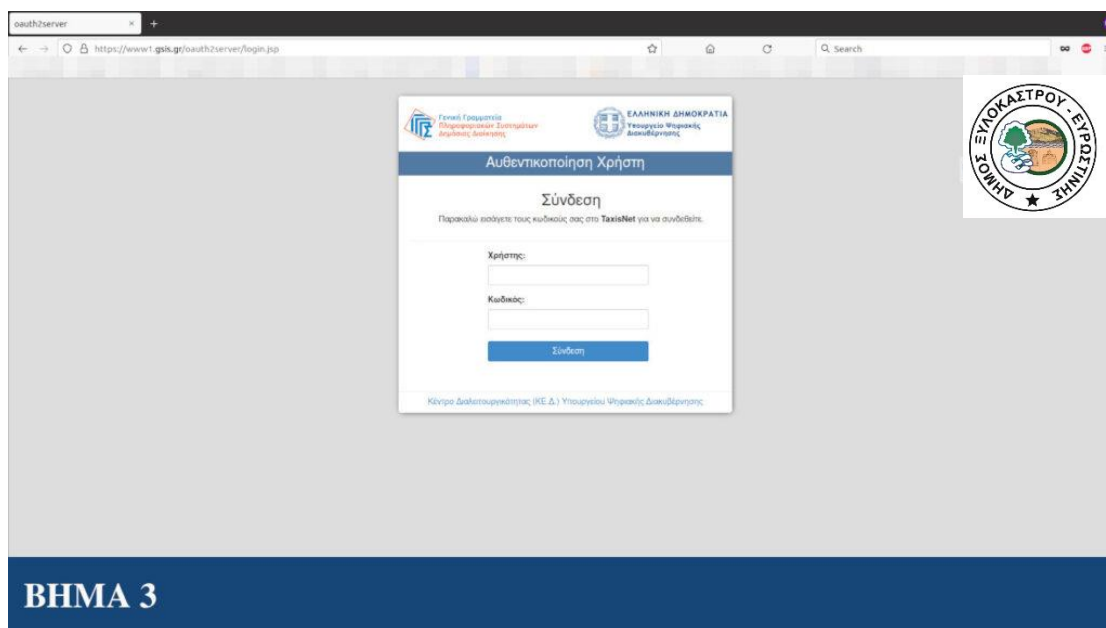 oauth2server
https://www1.gsis.gr/oauth2server/login.jsp
Search
Γενική Γραμματεία
Πληροφοριακών Συστημάτων
Δημόσιας Διοίκησης
ΕΛΛΗΝΙΚΗ ΔΗΜΟΚΡΑΤΙΑ
Υπουργείο Ψηφιακής
Διακυβέρνησης
ΔΗΜΟΣ ΞΥΛΟΚΑΣΤΡΟΥ - ΕΥΡΩΣΤΙΝΗΣ
Αυθεντικοποίηση Χρήστη
Σύνδεση
Παρακαλώ εισάγετε τους κωδικούς σας στο TaxisNet για να συνδεθείτε.
Χρήστης:
Κωδικός:
Σύνδεση
Κέντρο Διαλειτουργικότητας (ΚΕ.Δ.) Υπουργείου Ψηφιακής Διακυβέρνησης
ΒΗΜΑ 3